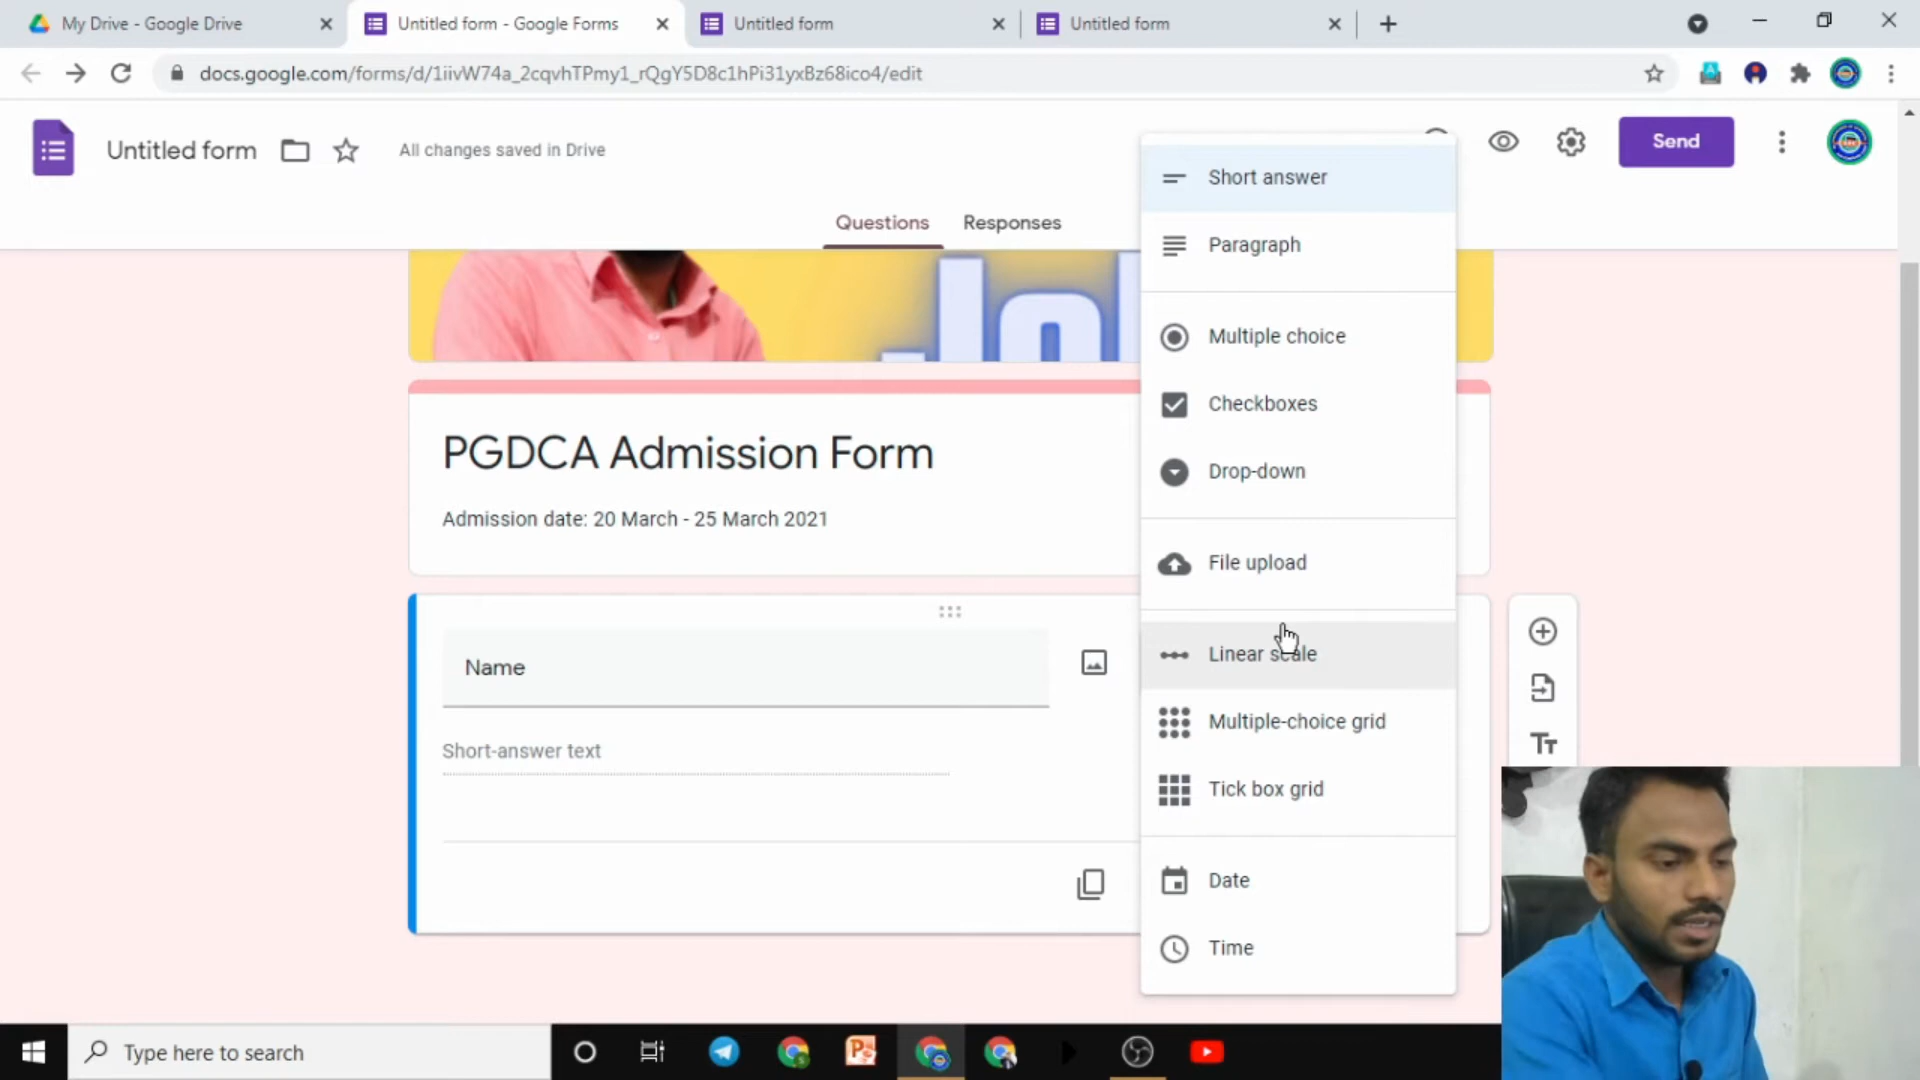 My Drive - Google Drive
Untitled form - Google Forms
Untitled form
Untitled form
docs.google.com/forms/d/1iivW74a_2cqvhTPmy1_rQgY5D8c1hPi31yxBz68ico4/edit
Untitled form
All changes saved in Drive
Send
Questions
Responses
Short answer
Paragraph
Multiple choice
Checkboxes
Drop-down
File upload
Linear scale
Multiple-choice grid
Tick box grid
Date
Time
PGDCA Admission Form
Admission date: 20 March - 25 March 2021
Name
Short-answer text
Tт
Type here to search